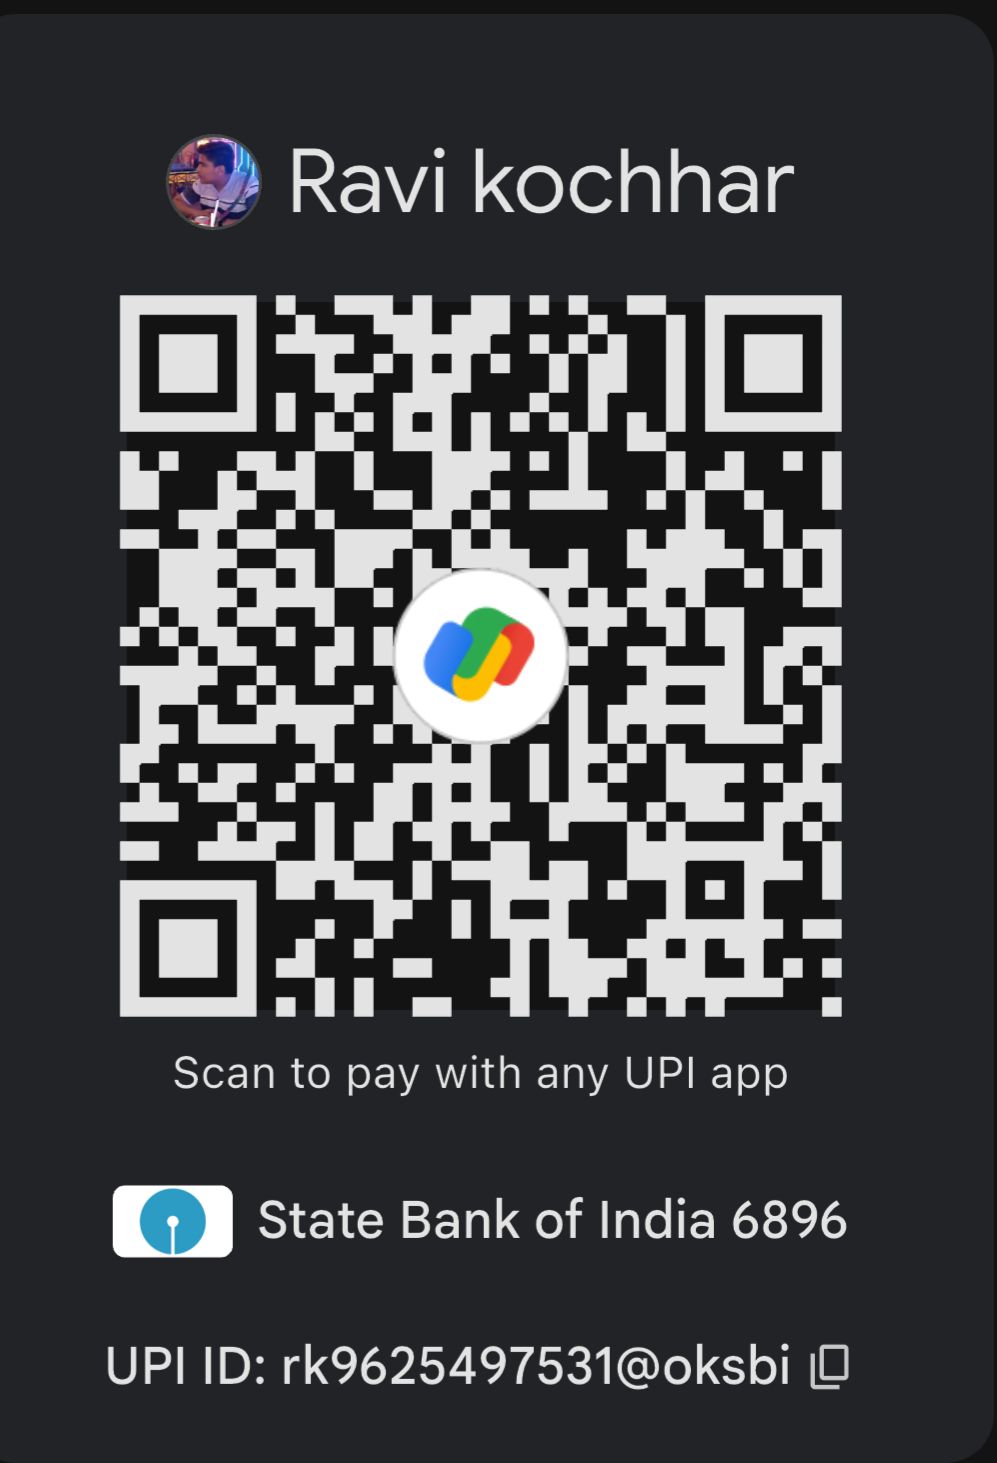 Ravi kochhar
Scan to pay with any UPI app
State Bank of India 6896
UPI ID: rk9625497531@oksbi